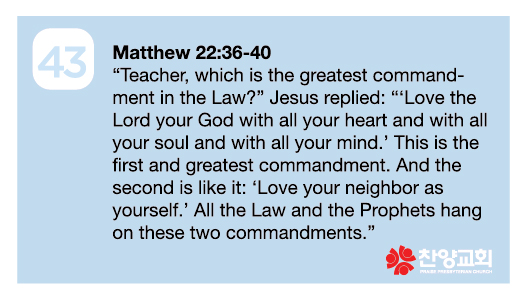 43
Matthew 22:36-40
“Teacher, which is the greatest command-
ment in the Law?” Jesus replied: “‘Love the
Lord your God with all your heart and with all
your soul and with all your mind.’ This is the
first and greatest commandment. And the
second is like it: ‘Love your neighbor as
yourself.’ All the Law and the Prophets hang
on these two commandments.”
찬양교회
PRAISE PRESBYTERIAN CHURCH